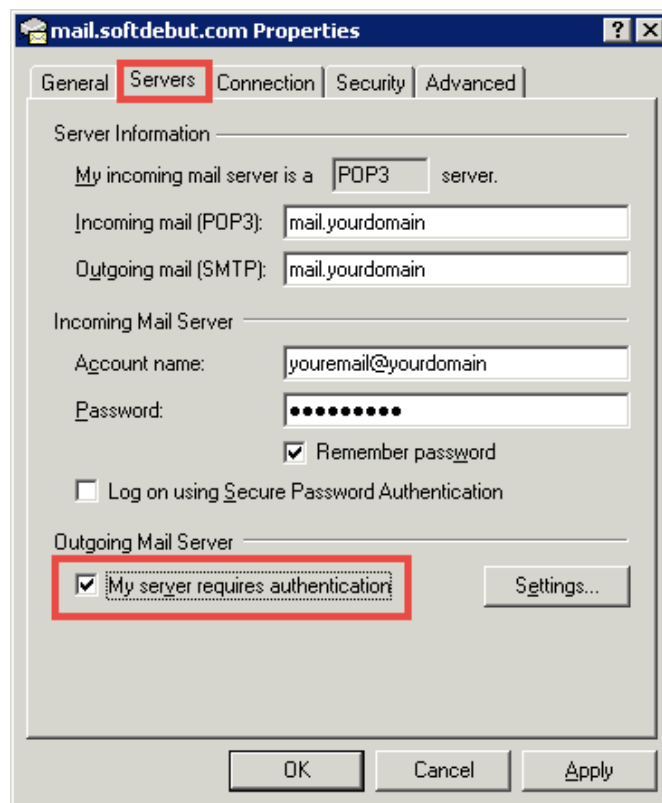 mail.softdebut.com Properties
General Servers Connection Security Advanced
Server Information
My incoming mail server is a POP3 server.
Incoming mail (POP3): mail.yourdomain
Outgoing mail (SMTP): mail.yourdomain
Incoming Mail Server
Account name: youremail@yourdomain
Password: ●●●●●●●●●
Remember password
Log on using Secure Password Authentication
Outgoing Mail Server
My server requires authentication Settings...
OK Cancel Apply